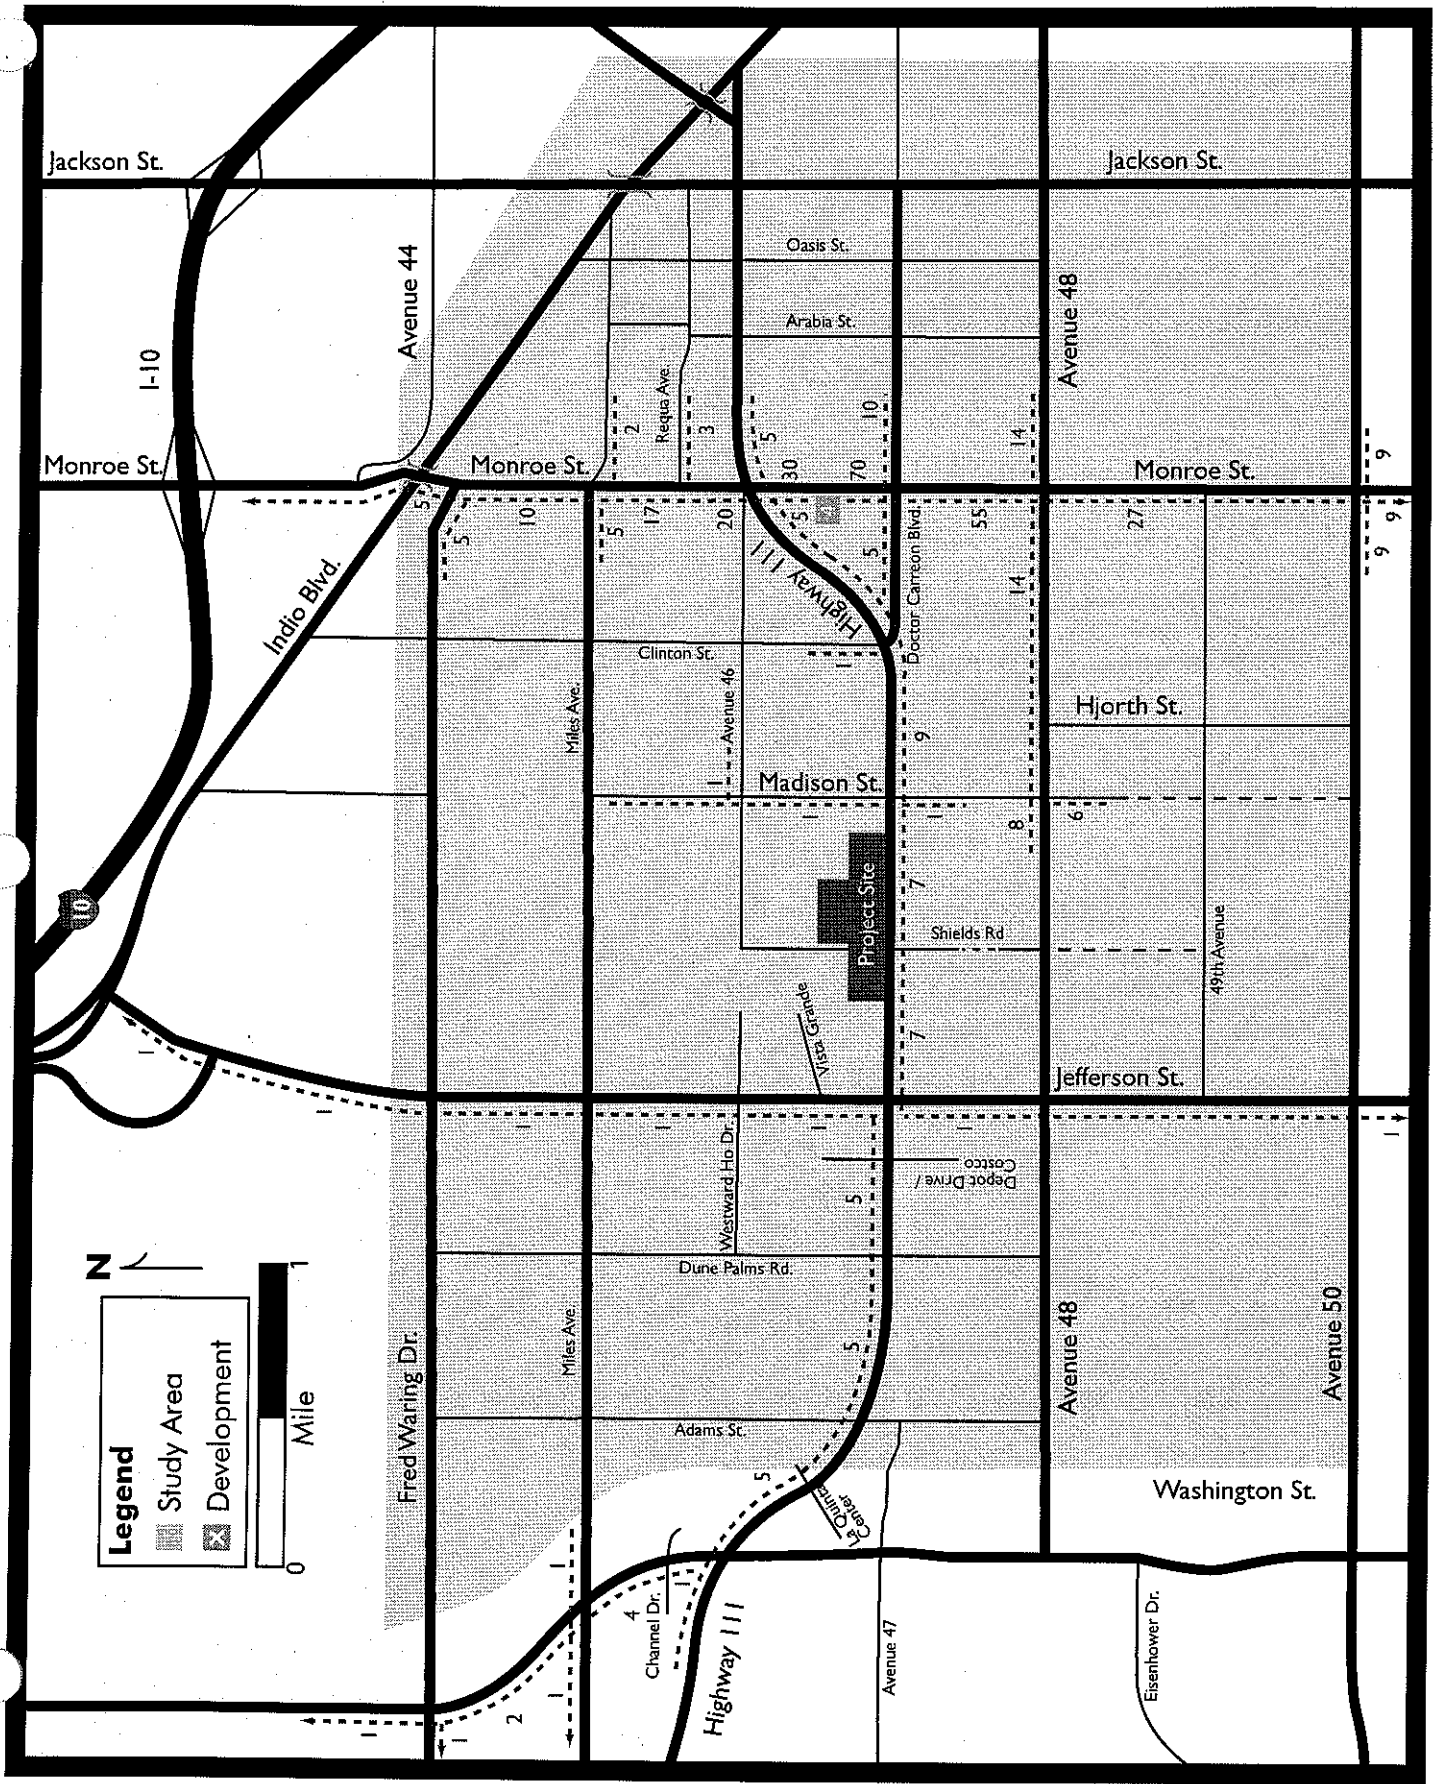 Jackson St.
Jackson St.
Oasis St.
Avenue 44
Arabia St.
Avenue 48
I-10
Requa Ave.
2
3
5
10
14
30
70
Monroe St.
Monroe St.
Monroe St.
9
5
5
10
5
17
20
5
5
55
14
27
9
9
Highway 111
Doctor Carreon Blvd.
Indio Blvd.
Clinton St.
1
Miles Ave.
Avenue 46
9
Hjorth St.
1
Madison St.
1
1
8
6
10
Project Site
7
Shields Rd
49th Avenue
Vista Grande
7
1
Jefferson St.
1
1
1
1
1
1
Westward Ho Dr.
Depot Drive /
Costco
5
N
Dune Palms Rd.
Legend
Study Area
Development
0
1
Mile
Fred Waring Dr.
Miles Ave.
5
Avenue 48
Avenue 50
Adams St.
5
La Quinta
Center
Washington St.
1
1
4
Channel Dr.
Highway 111
Avenue 47
Eisenhower Dr.
1
2
1
1